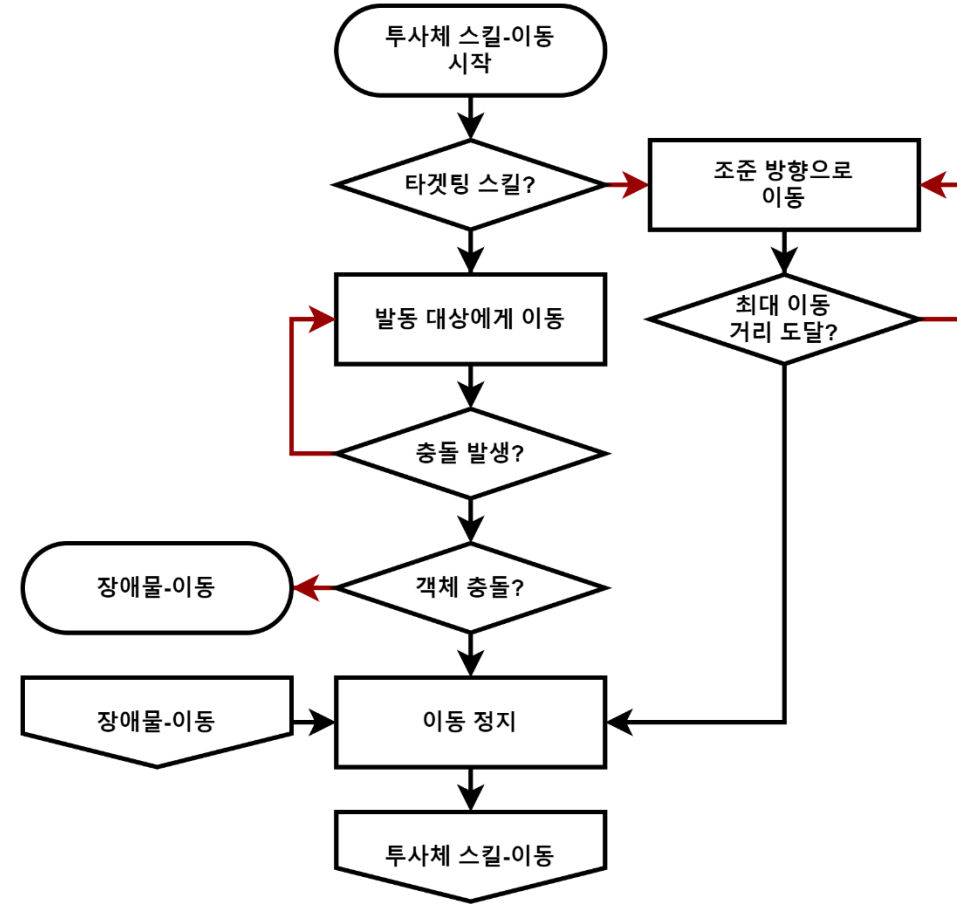 투사체 스킬-이동
시작
타겟팅 스킬?
조준 방향으로
이동
발동 대상에게 이동
최대 이동
거리 도달?
충돌 발생?
장애물-이동
객체 충돌?
장애물-이동
이동 정지
투사체 스킬-이동